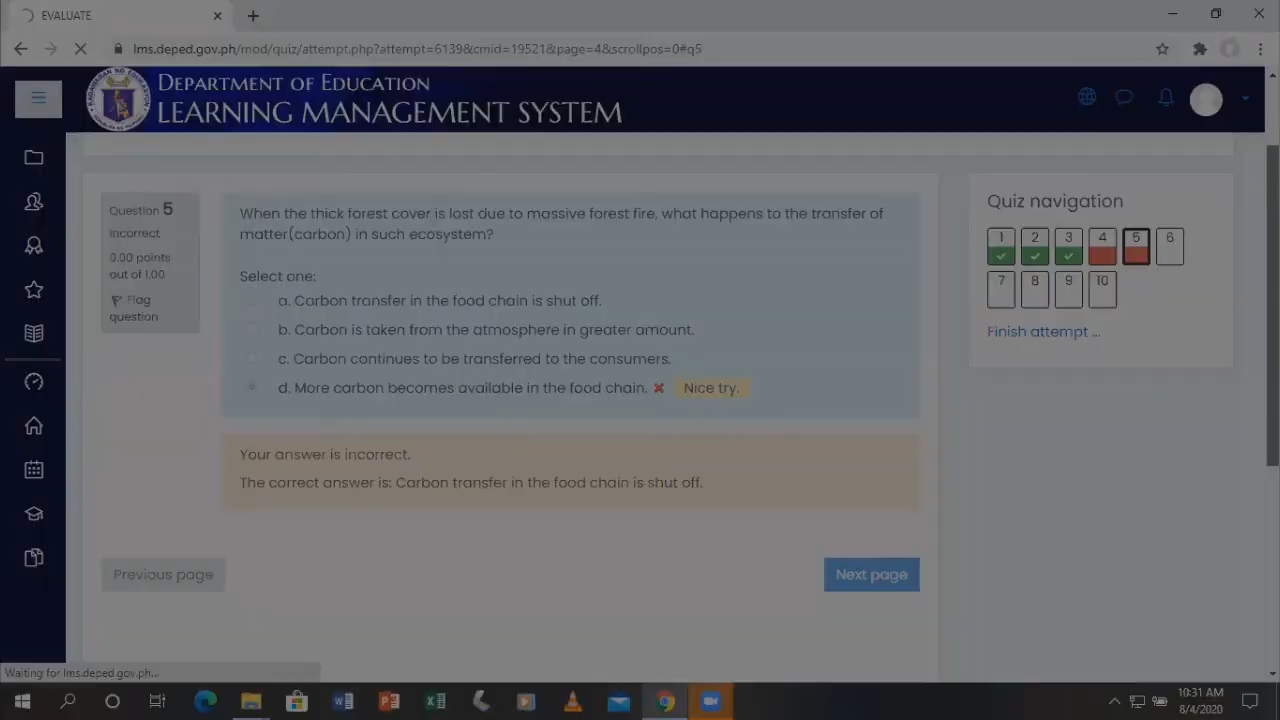 EVALUATE
lms.deped.gov.ph/mod/quiz/attempt.php?attempt=6139&cmid=19521&page=4&scrollpos=0#q5
DEPARTMENT OF EDUCATION
LEARNING MANAGEMENT SYSTEM
Question 5
Incorrect
0.00 points
out of 1.00
Flag
question
When the thick forest cover is lost due to massive forest fire, what happens to the transfer of
matter(carbon) in such ecosystem?
Select one:
a. Carbon transfer in the food chain is shut off.
b. Carbon is taken from the atmosphere in greater amount.
c. Carbon continues to be transferred to the consumers.
d. More carbon becomes available in the food chain. Nice try.
Your answer is incorrect.
The correct answer is: Carbon transfer in the food chain is shut off.
Previous page
Next page
Quiz navigation
1 2 3 4 5 6
7 8 9 10
Finish attempt ...
Waiting for lms.deped.gov.ph...
10:31 AM
8/4/2020